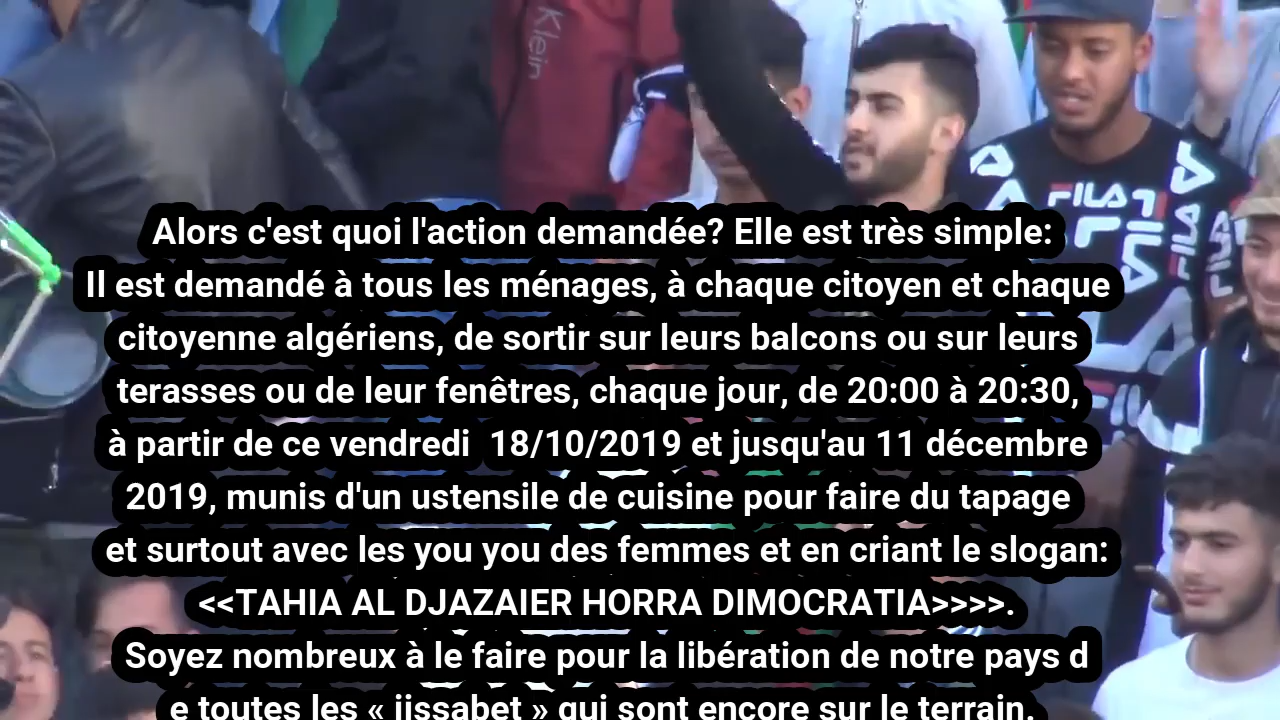 Klein
FILA
FILA
FILA
Alors c'est quoi l'action demandée? Elle est très simple:
Il est demandé à tous les ménages, à chaque citoyen et chaque
citoyenne algériens, de sortir sur leurs balcons ou sur leurs
terasses ou de leur fenêtres, chaque jour, de 20:00 à 20:30,
à partir de ce vendredi  18/10/2019 et jusqu'au 11 décembre
2019, munis d'un ustensile de cuisine pour faire du tapage
et surtout avec les you you des femmes et en criant le slogan:
<<TAHIA AL DJAZAIER HORRA DIMOCRATIA>>>>.
Soyez nombreux à le faire pour la libération de notre pays d
e toutes les « iissabet » qui sont encore sur le terrain.